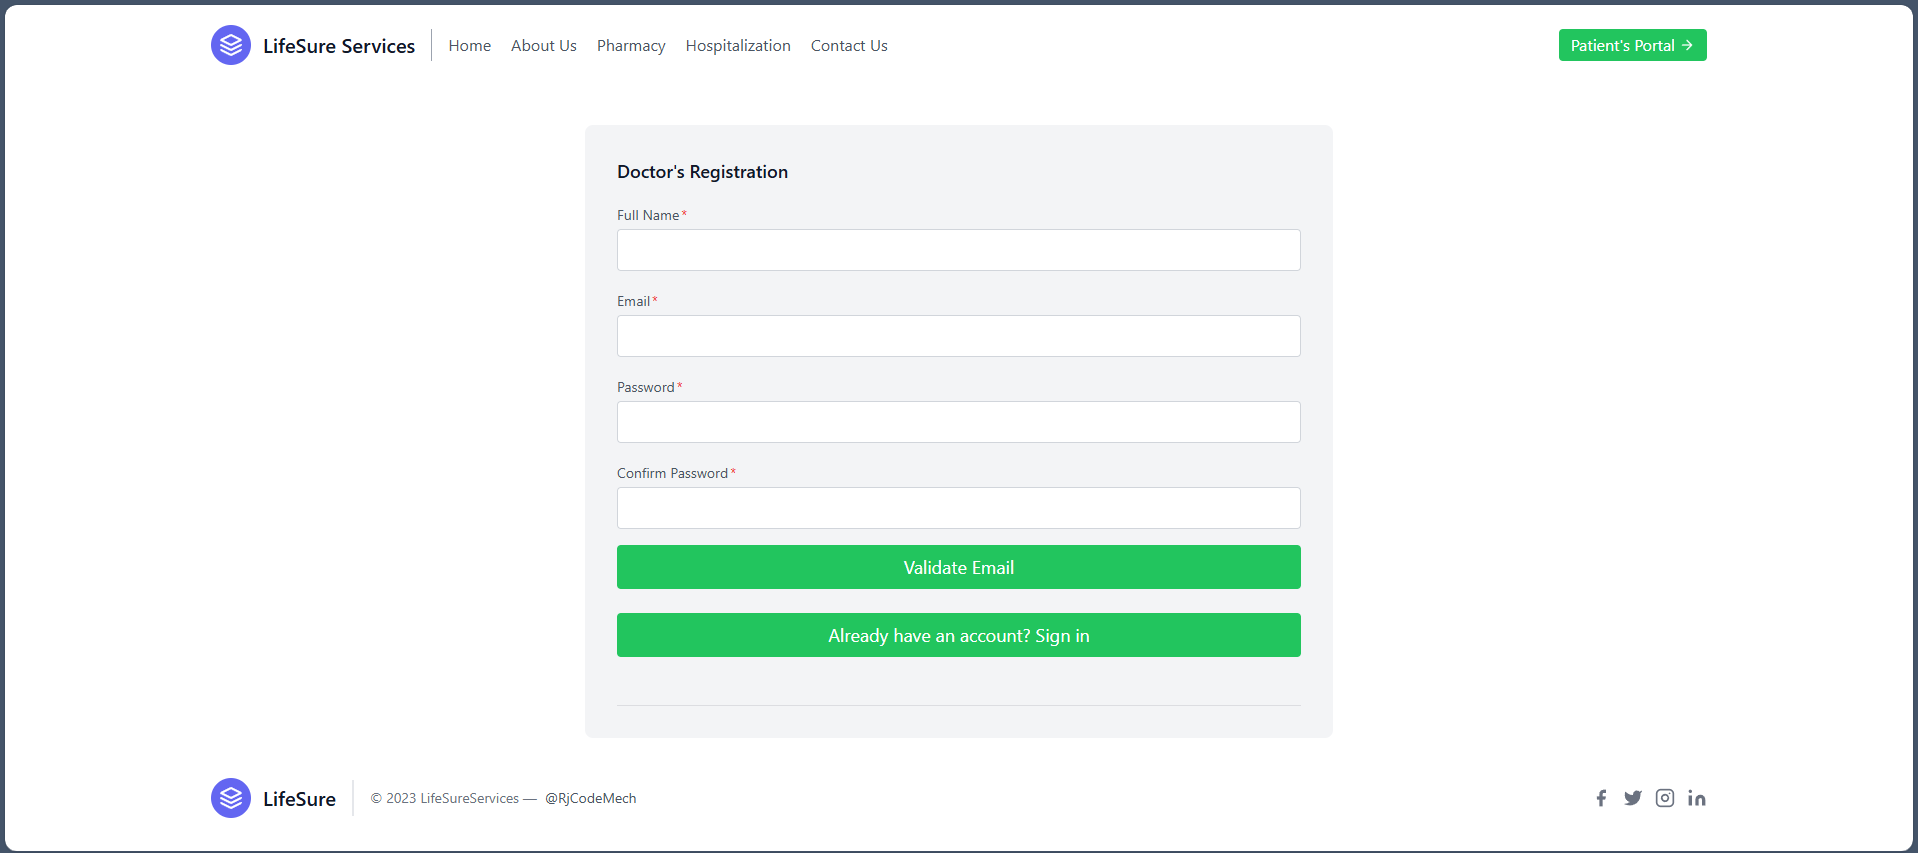 LifeSure Services
Home About Us Pharmacy Hospitalization Contact Us
Patient's Portal →
Doctor's Registration
Full Name*
Email*
Password*
Confirm Password*
Validate Email
Already have an account? Sign in
LifeSure
© 2023 LifeSureServices — @RjCodeMech